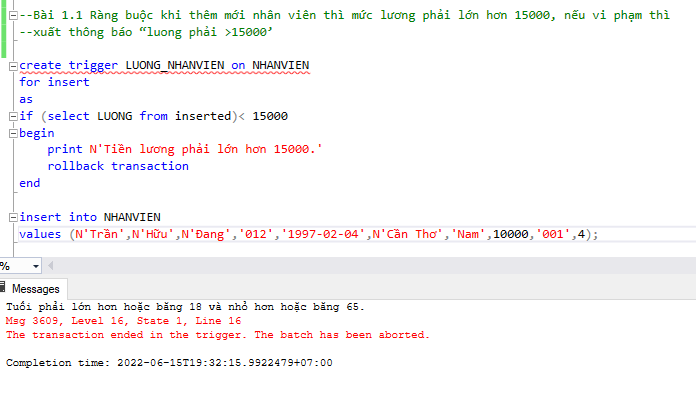 --Bài 1.1 Ràng buộc khi thêm mới nhân viên thì mức lương phải lớn hơn 15000, nếu vi phạm thì
--xuất thông báo “luong phải >15000’
create trigger LUONG_NHANVIEN on NHANVIEN
for insert
as
if (select LUONG from inserted)< 15000
begin
print N'Tiền lương phải lớn hơn 15000.'
rollback transaction
end
insert into NHANVIEN
values (N'Trần',N'Hữu',N'Đang','012','1997-02-04',N'Cần Thơ','Nam',10000,'001',4);
%
Messages
Tuổi phải lớn hơn hoặc bằng 18 và nhỏ hơn hoặc bằng 65.
Msg 3609, Level 16, State 1, Line 16
The transaction ended in the trigger. The batch has been aborted.
Completion time: 2022-06-15T19:32:15.9922479+07:00